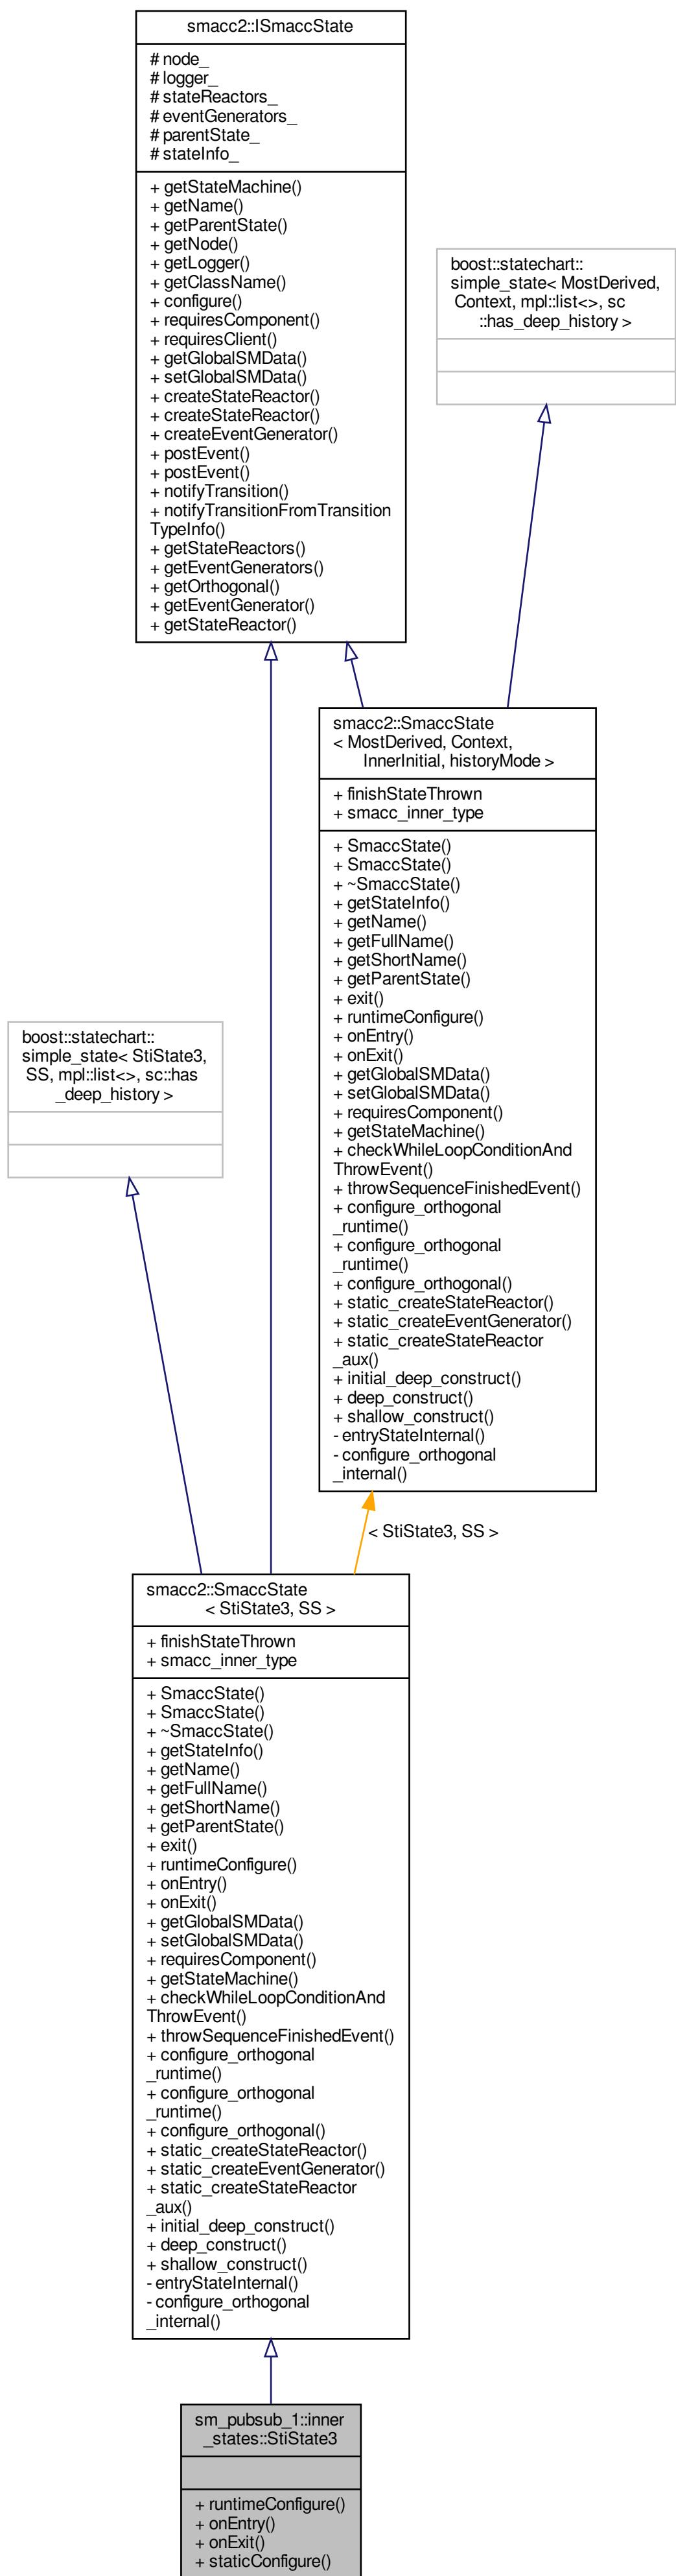 smacc2::ISmaccState
# node_
# logger_
# stateReactors_
# eventGenerators_
# parentState_
# stateInfo_
+ getStateMachine()
+ getName()
+ getParentState()
+ getNode()
+ getLogger()
+ getClassName()
+ configure()
+ requiresComponent()
+ requiresClient()
+ getGlobalSMData()
+ setGlobalSMData()
+ createStateReactor()
+ createStateReactor()
+ createEventGenerator()
+ postEvent()
+ postEvent()
+ notifyTransition()
+ notifyTransitionFromTransition
TypeInfo()
+ getStateReactors()
+ getEventGenerators()
+ getOrthogonal()
+ getEventGenerator()
+ getStateReactor()
boost::statechart::
simple_state< MostDerived,
Context, mpl::list<>, sc
::has_deep_history >
smacc2::SmaccState
< MostDerived, Context,
InnerInitial, historyMode >
+ finishStateThrown
+ smacc_inner_type
+ SmaccState()
+ SmaccState()
+ ~SmaccState()
+ getStateInfo()
+ getName()
+ getFullName()
+ getShortName()
+ getParentState()
+ exit()
+ runtimeConfigure()
+ onEntry()
+ onExit()
+ getGlobalSMData()
+ setGlobalSMData()
+ requiresComponent()
+ getStateMachine()
+ checkWhileLoopConditionAnd
ThrowEvent()
+ throwSequenceFinishedEvent()
+ configure_orthogonal
_runtime()
+ configure_orthogonal
_runtime()
+ configure_orthogonal()
+ static_createStateReactor()
+ static_createEventGenerator()
+ static_createStateReactor
_aux()
+ initial_deep_construct()
+ deep_construct()
+ shallow_construct()
- entryStateInternal()
- configure_orthogonal
_internal()
boost::statechart::
simple_state< StiState3,
SS, mpl::list<>, sc::has
_deep_history >
< StiState3, SS >
smacc2::SmaccState
< StiState3, SS >
+ finishStateThrown
+ smacc_inner_type
+ SmaccState()
+ SmaccState()
+ ~SmaccState()
+ getStateInfo()
+ getName()
+ getFullName()
+ getShortName()
+ getParentState()
+ exit()
+ runtimeConfigure()
+ onEntry()
+ onExit()
+ getGlobalSMData()
+ setGlobalSMData()
+ requiresComponent()
+ getStateMachine()
+ checkWhileLoopConditionAnd
ThrowEvent()
+ throwSequenceFinishedEvent()
+ configure_orthogonal
_runtime()
+ configure_orthogonal
_runtime()
+ configure_orthogonal()
+ static_createStateReactor()
+ static_createEventGenerator()
+ static_createStateReactor
_aux()
+ initial_deep_construct()
+ deep_construct()
+ shallow_construct()
- entryStateInternal()
- configure_orthogonal
_internal()
sm_pubsub_1::inner
_states::StiState3
+ runtimeConfigure()
+ onEntry()
+ onExit()
+ staticConfigure()